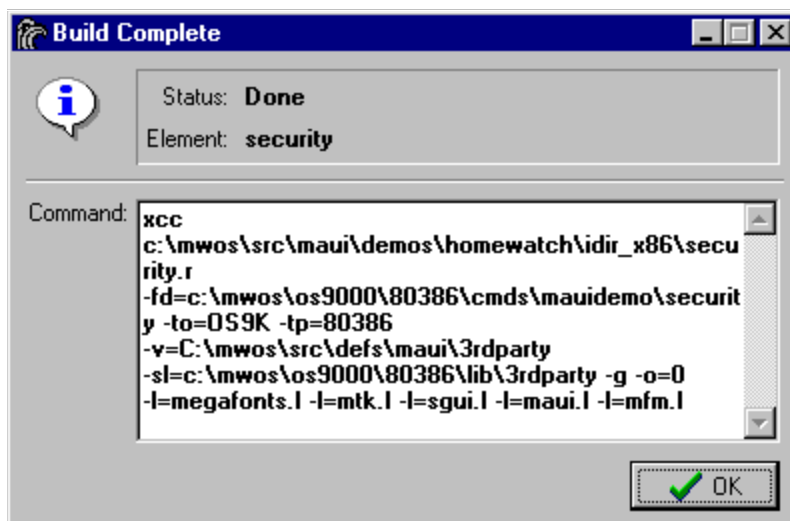 Build Complete
Status: Done
Element: security
Command:
xcc
c:\mwos\src\maui\demos\homewatch\idir_x86\secu
rity.r
-fd=c:\mwos\os9000\80386\cmds\mauidemo\securit
y -to=OS9K -tp=80386
-v=C:\mwos\src\defs\maui\3rdparty
-sl=c:\mwos\os9000\80386\lib\3rdparty -g -o=0
-l=megafonts.l -l=mtk.l -l=sgui.l -l=maui.l -l=mfm.l
OK